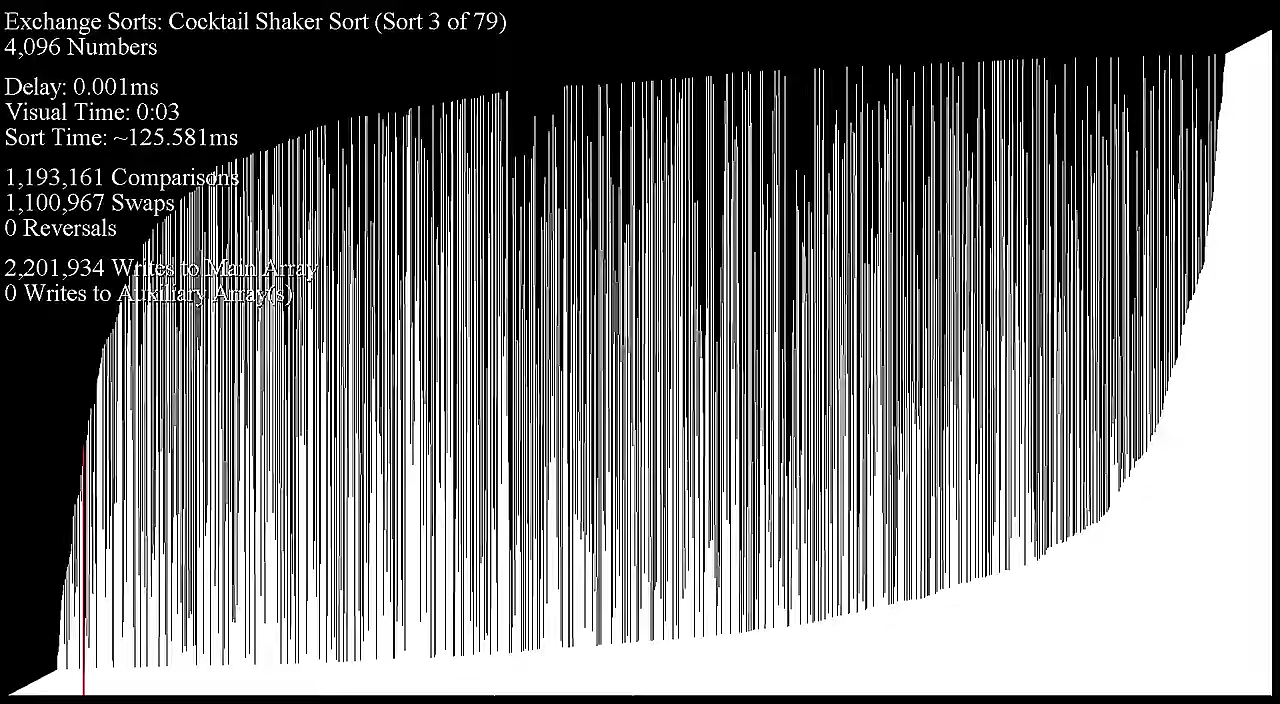 Exchange Sorts: Cocktail Shaker Sort (Sort 3 of 79)
4,096 Numbers
Delay: 0.001ms
Visual Time: 0:03
Sort Time: ~125.581ms
1,193,161 Comparisons
1,100,967 Swaps
0 Reversals
2,201,934 Writes to Main Array
0 Writes to Auxiliary Array(s)